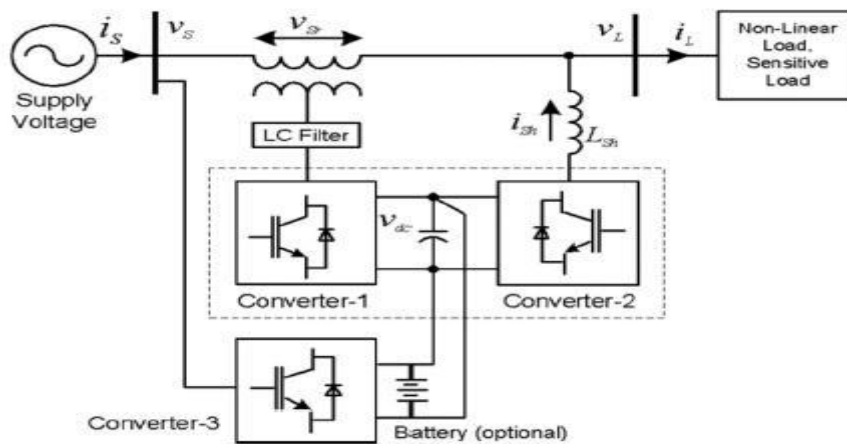 i_S
v_S
v_Sr
v_L
i_L
Non-Linear
Load,
Sensitive
Load
Supply
Voltage
LC Filter
i_Sh
L_Sh
v_dc
Converter-1
Converter-2
Converter-3
Battery (optional)